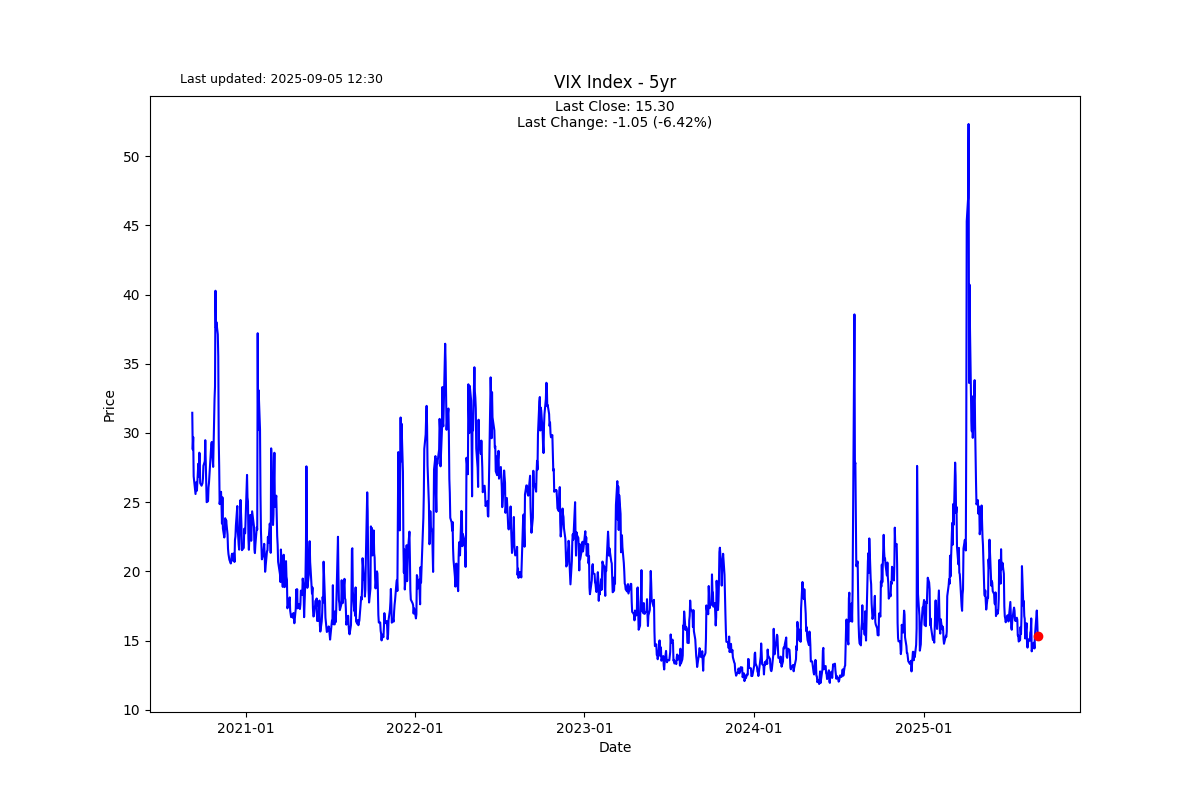 Last updated: 2025-09-05 12:30
VIX Index - 5yr
Last Close: 15.30
Last Change: -1.05 (-6.42%)
50
45
40
35
30
25
20
15
10
Price
2021-01
2022-01
2023-01
2024-01
2025-01
Date